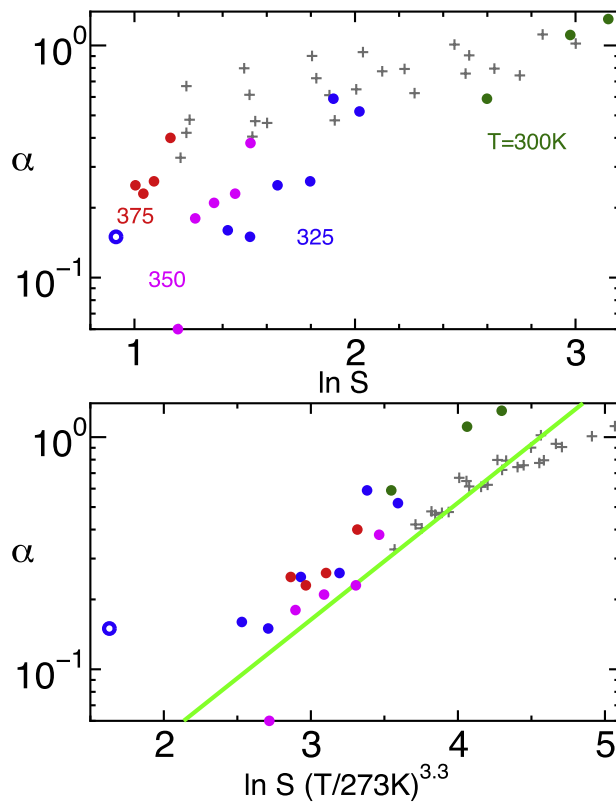 10⁰
α
T=300K
375
325
350
10⁻¹
1 2 3
ln S
10⁰
α
10⁻¹
2 3 4 5
ln S (T/273K)³·³